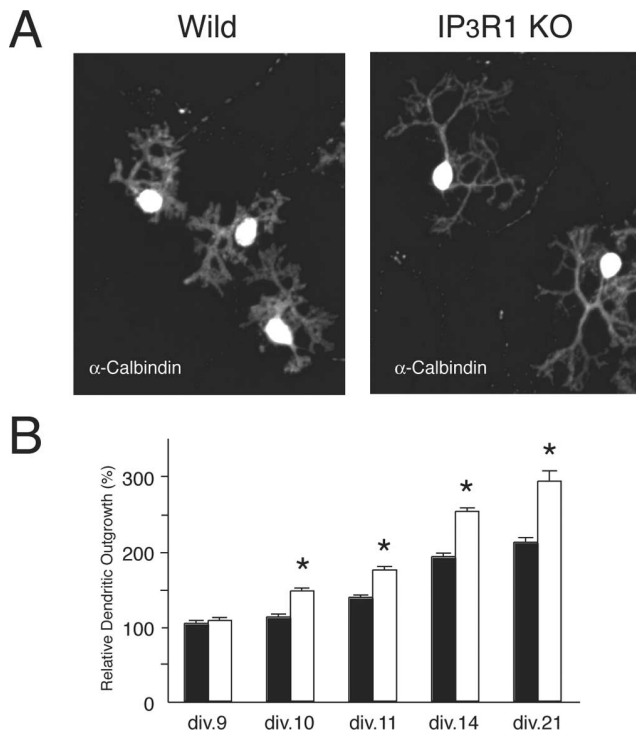 A
Wild
IP3R1 KO
α-Calbindin
α-Calbindin
B
Relative Dendritic Outgrowth (%)
300
200
100
0
*
*
*
*
div.9
div.10
div.11
div.14
div.21